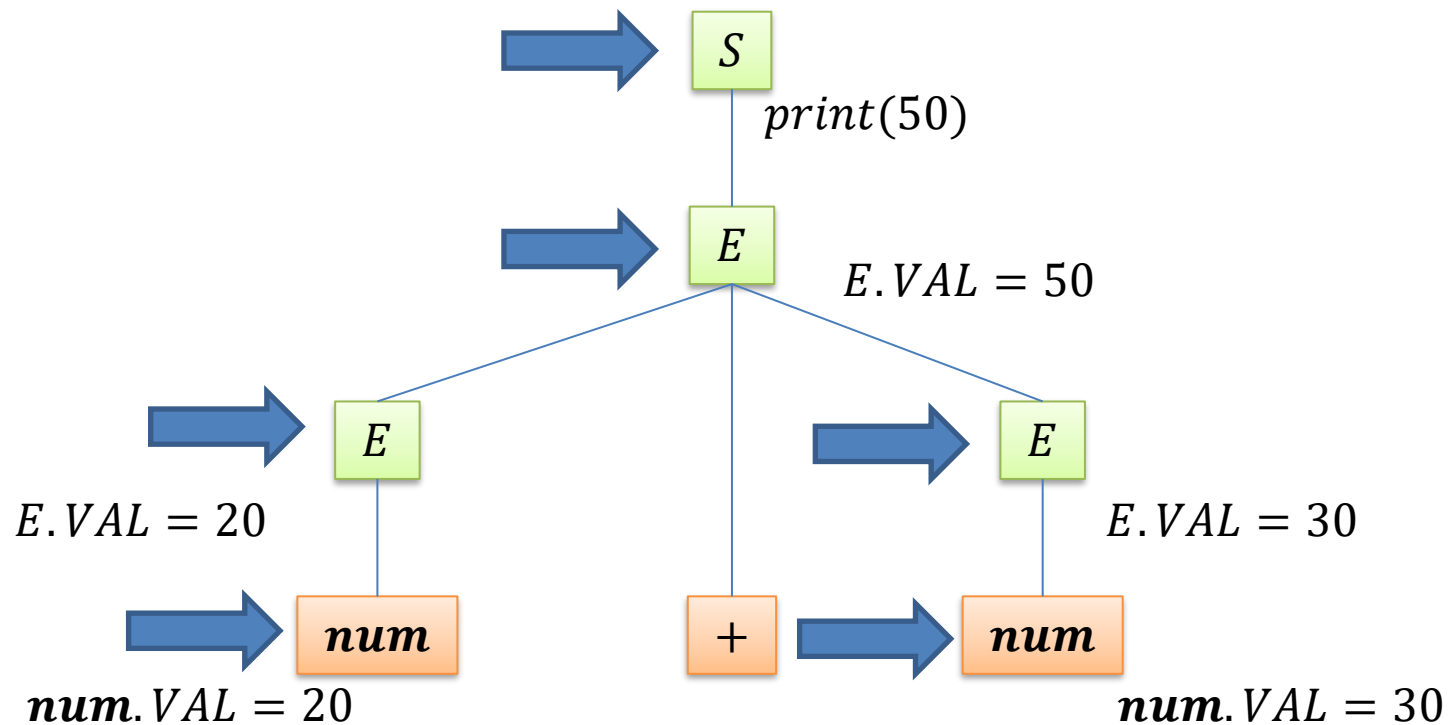 S
print(50)
E
E.VAL = 50
E
E
E.VAL = 20
E.VAL = 30
num
+
num
num.VAL = 20
num.VAL = 30